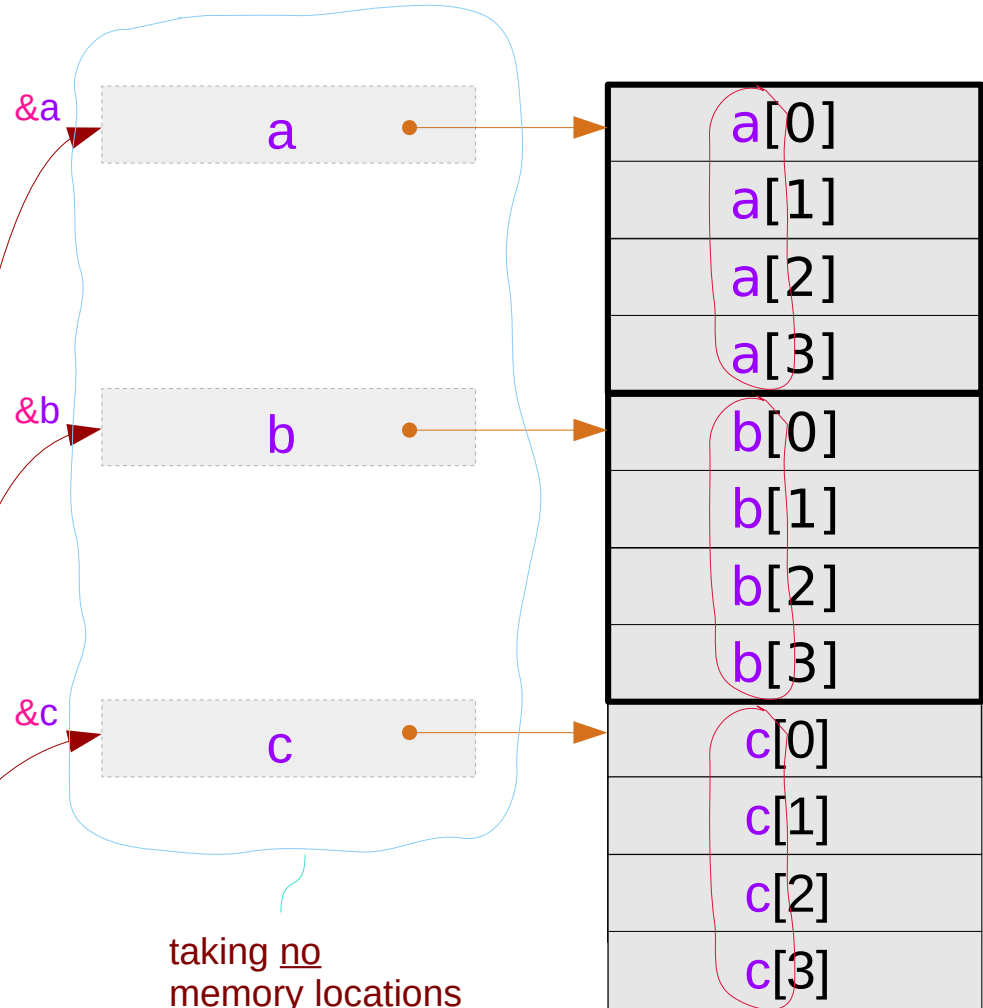 &a
a
a[0]
a[1]
a[2]
a[3]
&b
b
b[0]
b[1]
b[2]
b[3]
&c
c
c[0]
c[1]
c[2]
c[3]
taking no
memory locations